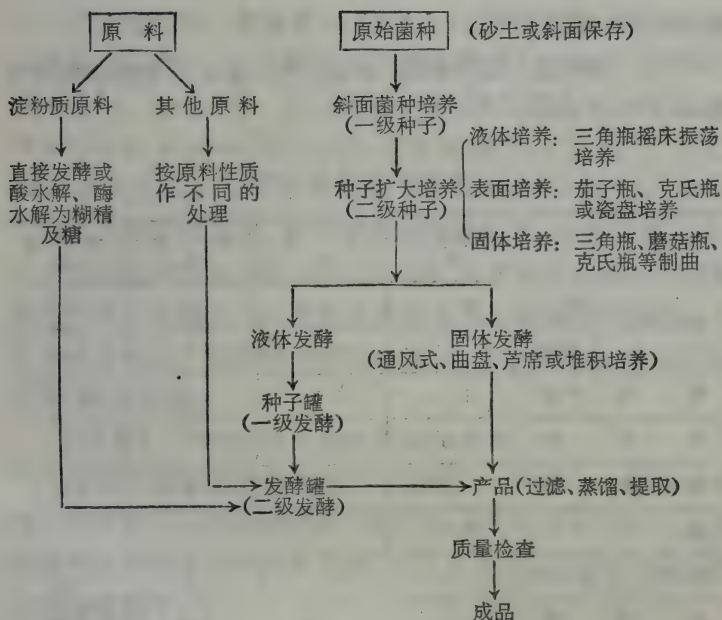 原 料
原始菌种 (砂土或斜面保存)
淀粉质原料
其他原料
斜面菌种培养
(一级种子)
直接发酵或
酸水解、酶
水解为糊精
及糖
按原料性质
作不同的
处理
种子扩大培养
(二级种子)
液体培养：三角瓶摇床振荡
培养
表面培养：茄子瓶、克氏瓶
或瓷盘培养
固体培养：三角瓶、蘑菇瓶、
克氏瓶等制曲
液体发酵
固体发酵
(通风式、曲盘、芦席或堆积培养)
种子罐
(一级发酵)
发酵罐
(二级发酵)
产品(过滤、蒸馏、提取)
质量检查
成品